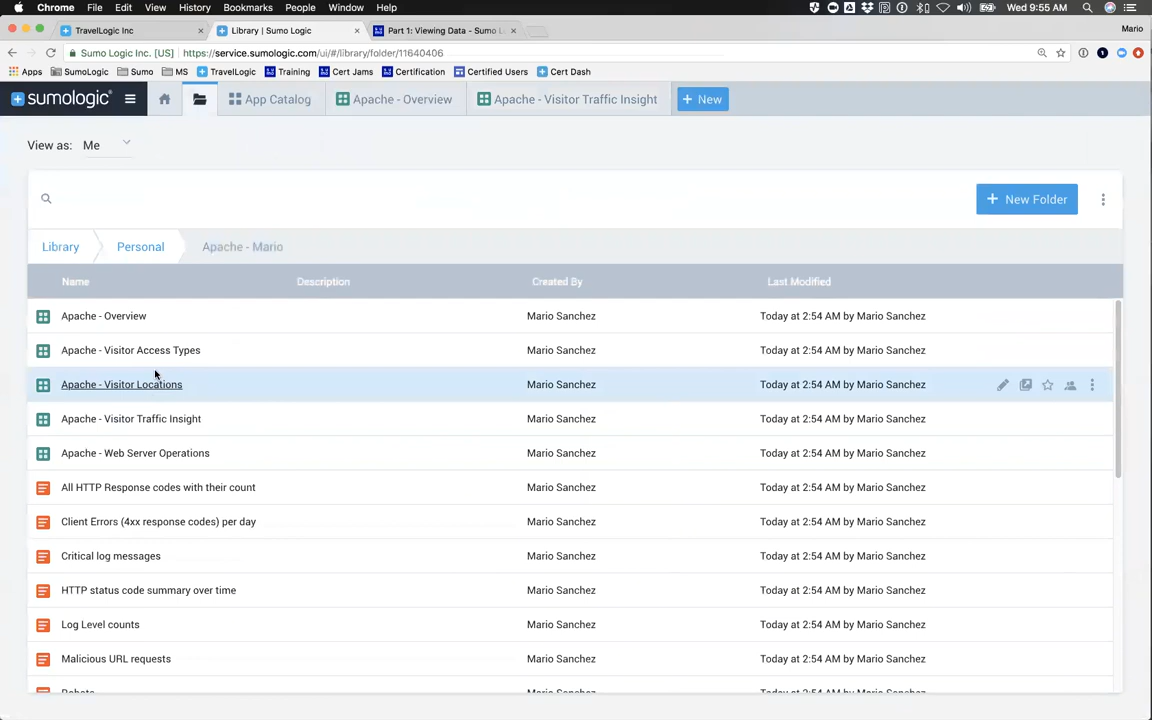 Chrome File Edit View History Bookmarks People Window Help Wed 9:55 AM
TravelLogic Inc Library | Sumo Logic Part 1: Viewing Data - Sumo L Mario
Sumo Logic Inc. [US] https://service.sumologic.com/ui/#/library/folder/11640406
Apps SumoLogic Sumo MS TravelLogic Training Cert Jams Certification Certified Users Cert Dash
sumologic App Catalog Apache - Overview Apache - Visitor Traffic Insight + New
View as: Me
+ New Folder
Library Personal Apache - Mario
Name Description Created By Last Modified
Apache - Overview Mario Sanchez Today at 2:54 AM by Mario Sanchez
Apache - Visitor Access Types Mario Sanchez Today at 2:54 AM by Mario Sanchez
Apache - Visitor Locations Mario Sanchez Today at 2:54 AM by Mario Sanchez
Apache - Visitor Traffic Insight Mario Sanchez Today at 2:54 AM by Mario Sanchez
Apache - Web Server Operations Mario Sanchez Today at 2:54 AM by Mario Sanchez
All HTTP Response codes with their count Mario Sanchez Today at 2:54 AM by Mario Sanchez
Client Errors (4xx response codes) per day Mario Sanchez Today at 2:54 AM by Mario Sanchez
Critical log messages Mario Sanchez Today at 2:54 AM by Mario Sanchez
HTTP status code summary over time Mario Sanchez Today at 2:54 AM by Mario Sanchez
Log Level counts Mario Sanchez Today at 2:54 AM by Mario Sanchez
Malicious URL requests Mario Sanchez Today at 2:54 AM by Mario Sanchez